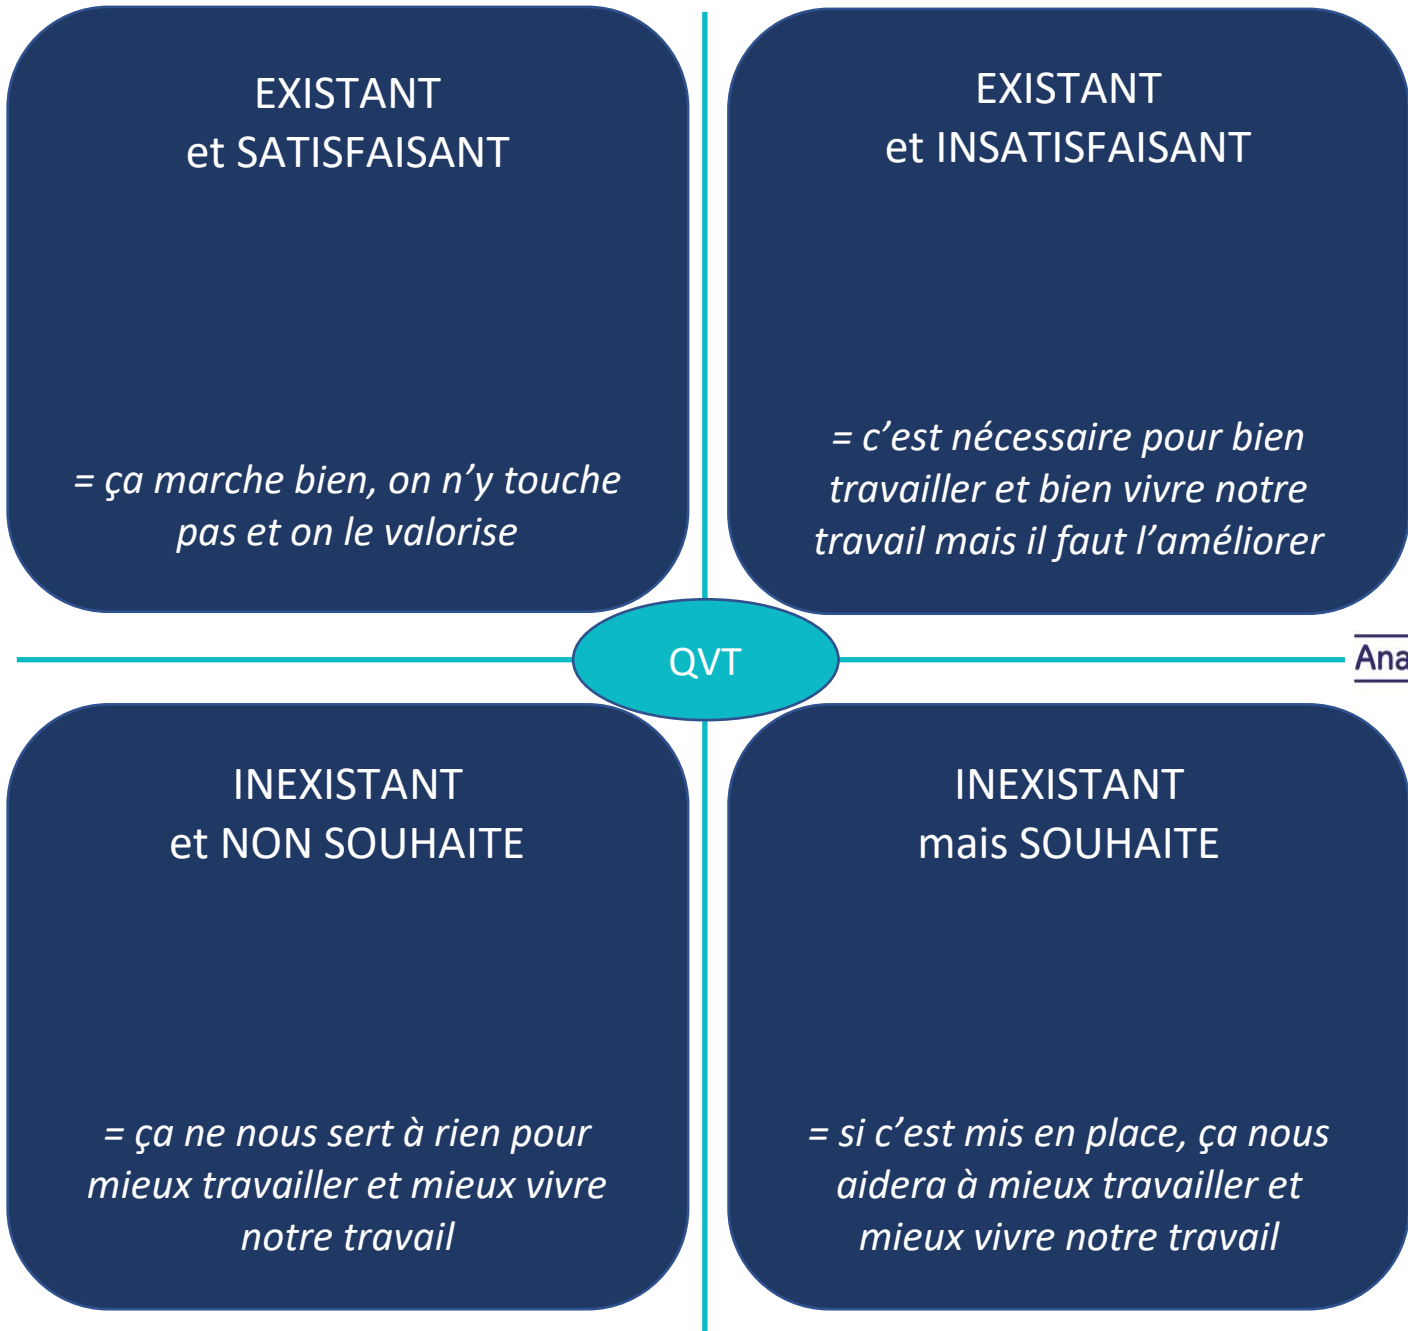 EXISTANT
et SATISFAISANT
= ça marche bien, on n’y touche
pas et on le valorise
EXISTANT
et INSATISFAISANT
= c’est nécessaire pour bien
travailler et bien vivre notre
travail mais il faut l’améliorer
QVT
Ana
INEXISTANT
et NON SOUHAITE
= ça ne nous sert à rien pour
mieux travailler et mieux vivre
notre travail
INEXISTANT
mais SOUHAITE
= si c’est mis en place, ça nous
aidera à mieux travailler et
mieux vivre notre travail